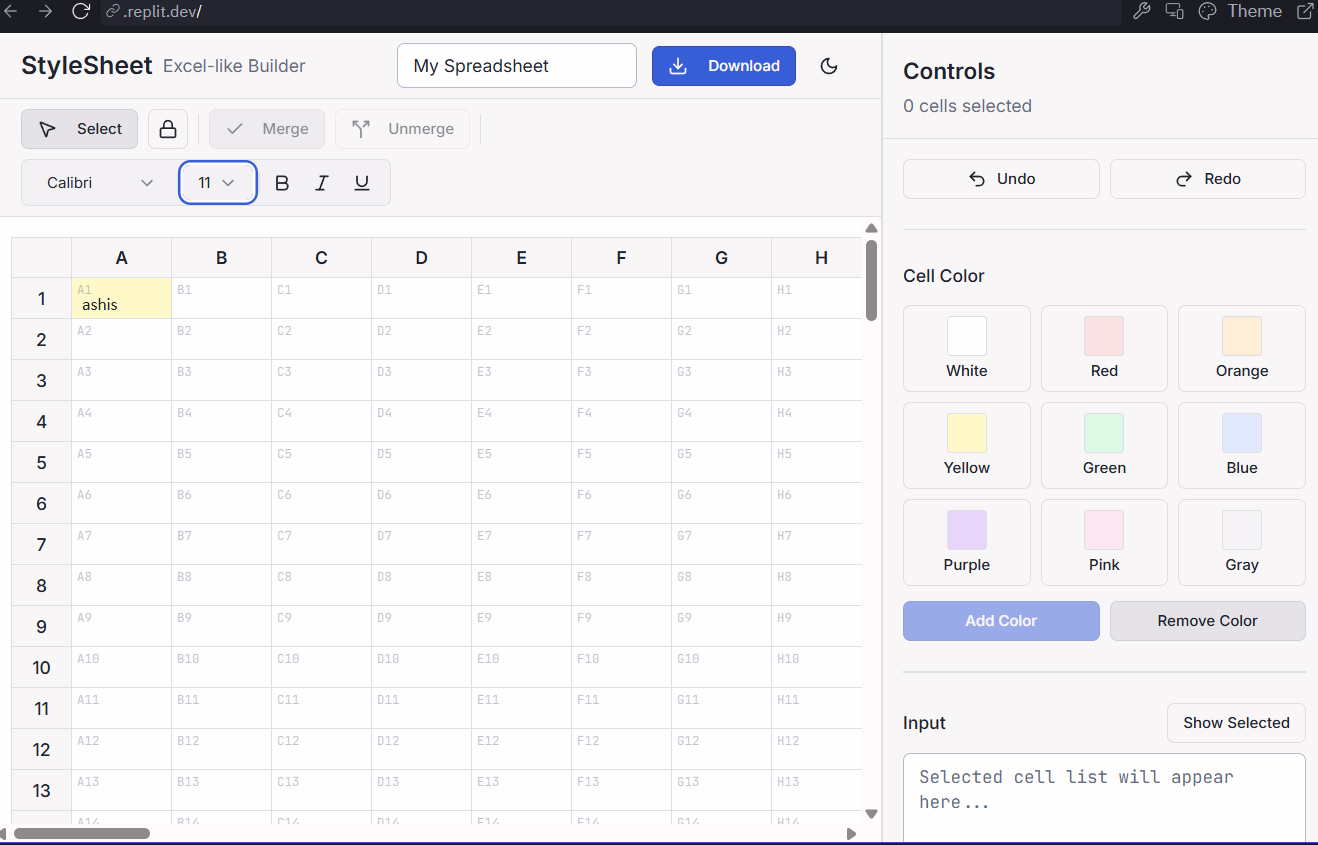 .replit.dev/ Theme
StyleSheet Excel-like Builder My Spreadsheet Download
Select Merge Unmerge
Calibri 11 B I U
A B C D E F G H
1 A1 B1 C1 D1 E1 F1 G1 H1
ashis
2 A2 B2 C2 D2 E2 F2 G2 H2
3 A3 B3 C3 D3 E3 F3 G3 H3
4 A4 B4 C4 D4 E4 F4 G4 H4
5 A5 B5 C5 D5 E5 F5 G5 H5
6 A6 B6 C6 D6 E6 F6 G6 H6
7 A7 B7 C7 D7 E7 F7 G7 H7
8 A8 B8 C8 D8 E8 F8 G8 H8
9 A9 B9 C9 D9 E9 F9 G9 H9
10 A10 B10 C10 D10 E10 F10 G10 H10
11 A11 B11 C11 D11 E11 F11 G11 H11
12 A12 B12 C12 D12 E12 F12 G12 H12
13 A13 B13 C13 D13 E13 F13 G13 H13
A14 B14 C14 D14 E14 F14 G14 H14
Controls
0 cells selected
Undo Redo
Cell Color
White Red Orange
Yellow Green Blue
Purple Pink Gray
Add Color Remove Color
Input Show Selected
Selected cell list will appear
here...